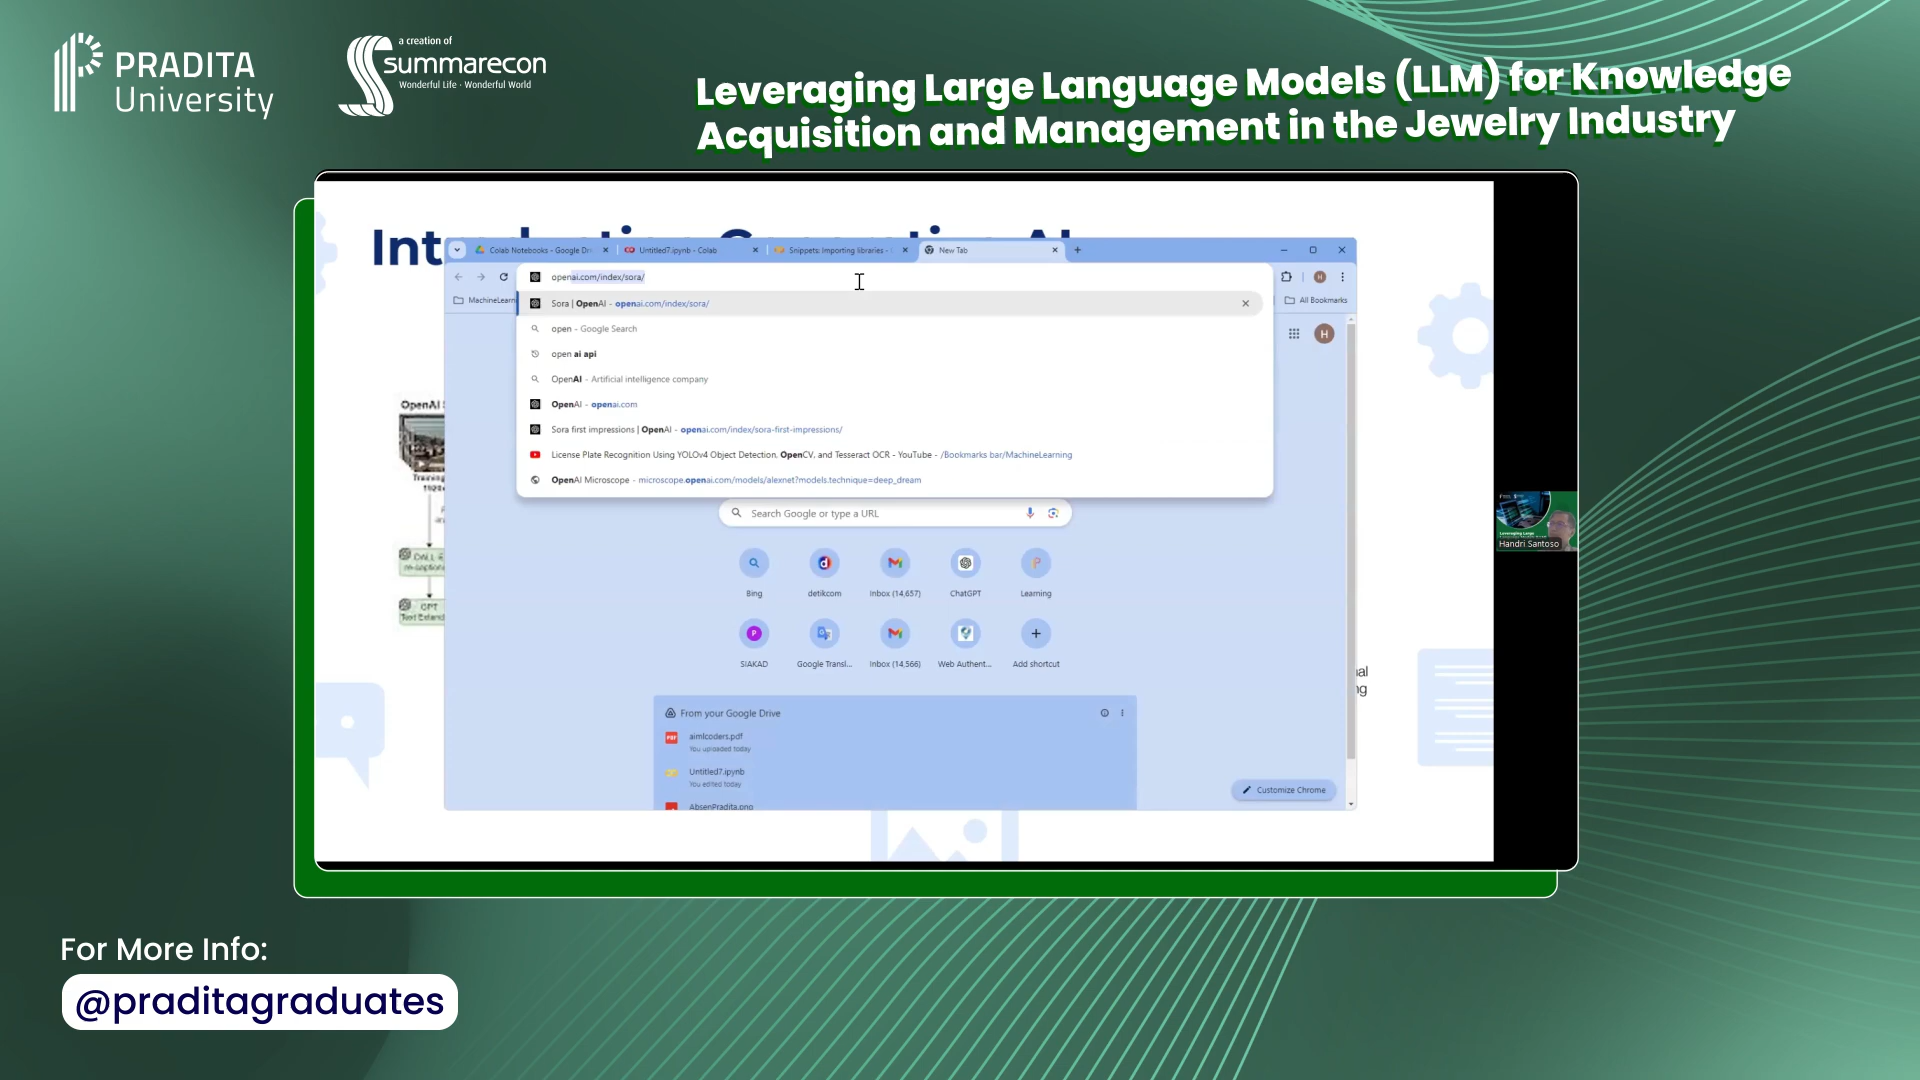 PRADITA
University
a creation of
summarecon
Wonderful Life · Wonderful World
Leveraging Large Language Models (LLM) for Knowledge
Acquisition and Management in the Jewelry Industry
Colab Notebooks - Google Dri
Untitled7.ipynb - Colab
Snippets: Importing libraries -
New Tab
openai.com/index/sora/
MachineLearn
All Bookmarks
Sora | OpenAI - openai.com/index/sora/
open - Google Search
open ai api
OpenAI - Artificial intelligence company
OpenAI - openai.com
Sora first impressions | OpenAI - openai.com/index/sora-first-impressions/
License Plate Recognition Using YOLOv4 Object Detection, OpenCV, and Tesseract OCR - YouTube - /Bookmarks bar/MachineLearning
OpenAI Microscope - microscope.openai.com/models/alexnet?models.technique=deep_dream
H
OpenAI
Search Google or type a URL
Bing
detikcom
Inbox (14,657)
ChatGPT
Learning
SIAKAD
Google Transl...
Inbox (14,566)
Web Authent...
Add shortcut
From your Google Drive
aimlcoders.pdf
You uploaded today
Untitled7.ipynb
You edited today
AbsenPradita.png
Customize Chrome
Handri Santoso
For More Info:
@praditagraduates